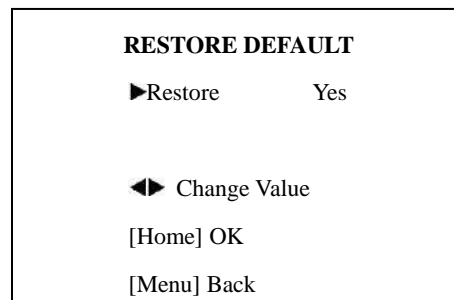 RESTORE DEFAULT
▶Restore Yes
◀▶ Change Value
[Home] OK
[Menu] Back